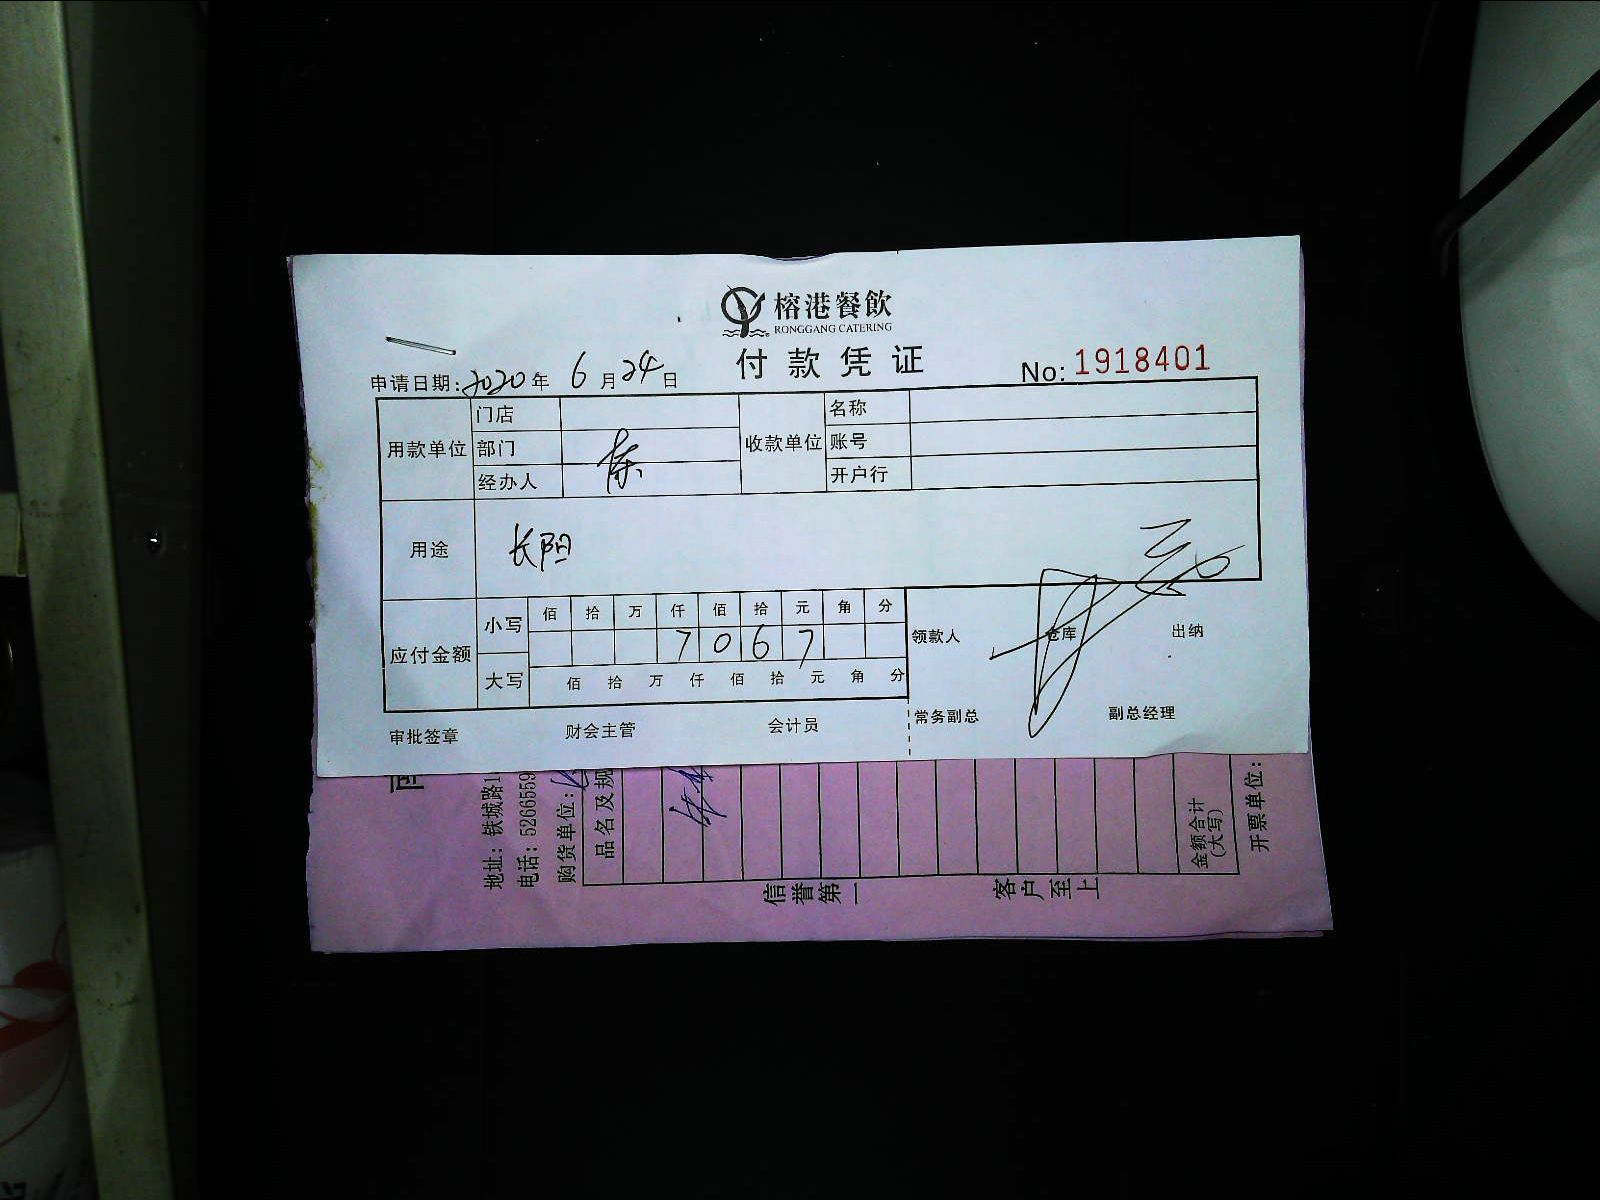 榕港餐飲
RONGGANG CATERING
付款凭证
No: 1918401
申请日期: 2020 年 6 月 24 日
用款单位 门店 收款单位 名称
部门 账号
经办人 开户行
用途 长阳
应付金额 小写 佰 拾 万 仟 佰 拾 元 角 分
7 0 6 7
大写 佰 拾 万 仟 佰 拾 元 角 分
领款人 仓库 出纳
审批签章 财会主管 会计员 常务副总 副总经理
地址: 铁城路1
电话: 5266559
购货单位:
品名及规
金额合计
(大写)
开票单位:
信誉第一 客户至上